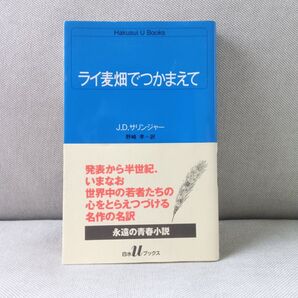 Hakusui U Books
ライ麦畑でつかまえて
J.D.サリンジャー
野崎 孝=訳
発表から半世紀、
いまなお
世界中の若者たちの
心をとらえつづける
名作の名訳
永遠の青春小説
白水uブックス